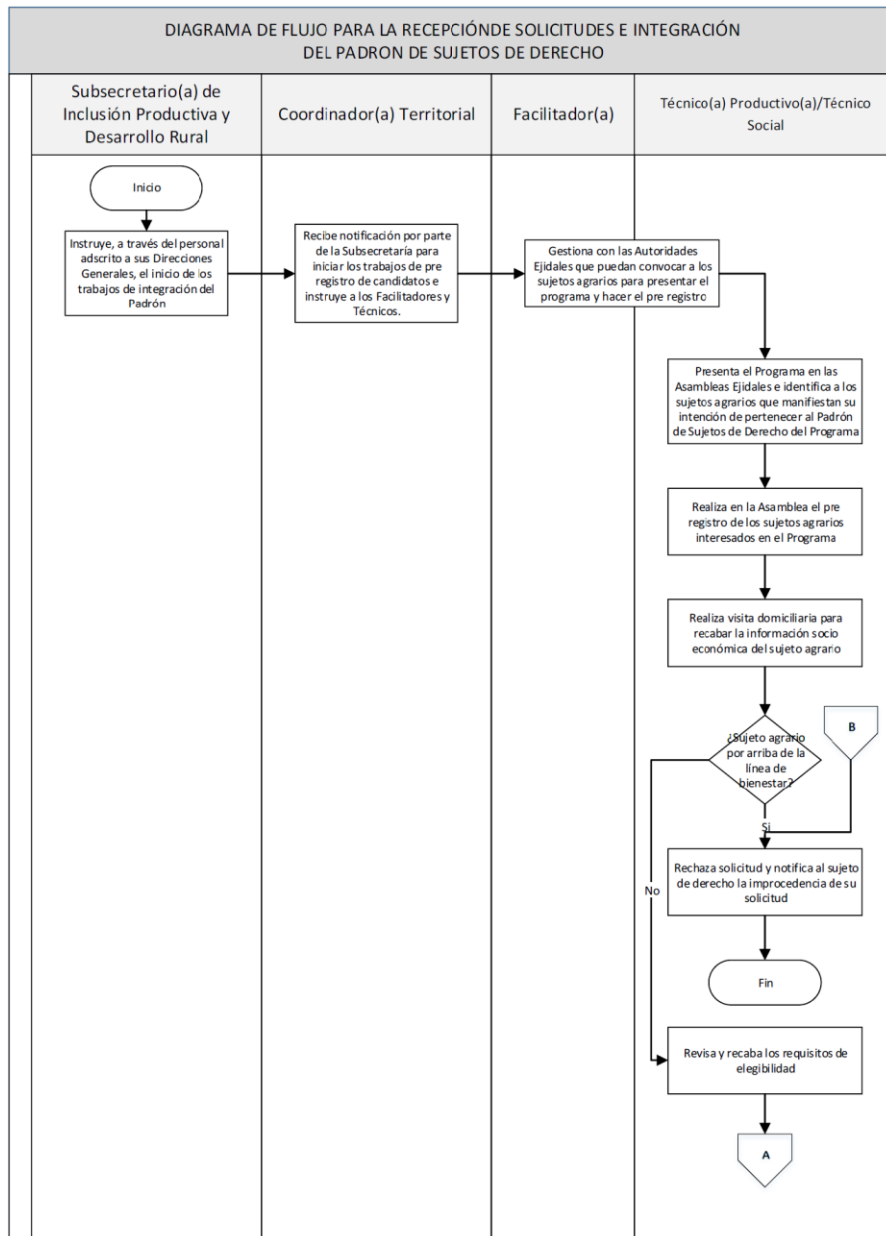 DIAGRAMA DE FLUJO PARA LA RECEPCIÓNDE SOLICITUDES E INTEGRACIÓN
DEL PADRON DE SUJETOS DE DERECHO
Subsecretario(a) de
Inclusión Productiva y
Desarrollo Rural
Coordinador(a) Territorial
Facilitador(a)
Técnico(a) Productivo(a)/Técnico
Social
Inicio
Instruye, a través del personal
adscrito a sus Direcciones
Generales, el inicio de los
trabajos de integración del
Padrón
Recibe notificación por parte
de la Subsecretaría para
iniciar los trabajos de pre
registro de candidatos e
instruye a los Facilitadores y
Técnicos.
Gestiona con las Autoridades
Ejidales que puedan convocar a los
sujetos agrarios para presentar el
programa y hacer el pre registro
Presenta el Programa en las
Asambleas Ejidales e identifica a los
sujetos agrarios que manifiestan su
intención de pertenecer al Padrón
de Sujetos de Derecho del Programa
Realiza en la Asamblea el pre
registro de los sujetos agrarios
interesados en el Programa
Realiza visita domiciliaria para
recabar la información socio
económica del sujeto agrario
¿Sujeto agrario
por arriba de la
línea de
bienestar?
B
Si
No
Rechaza solicitud y notifica al sujeto
de derecho la improcedencia de su
solicitud
Fin
Revisa y recaba los requisitos de
elegibilidad
A